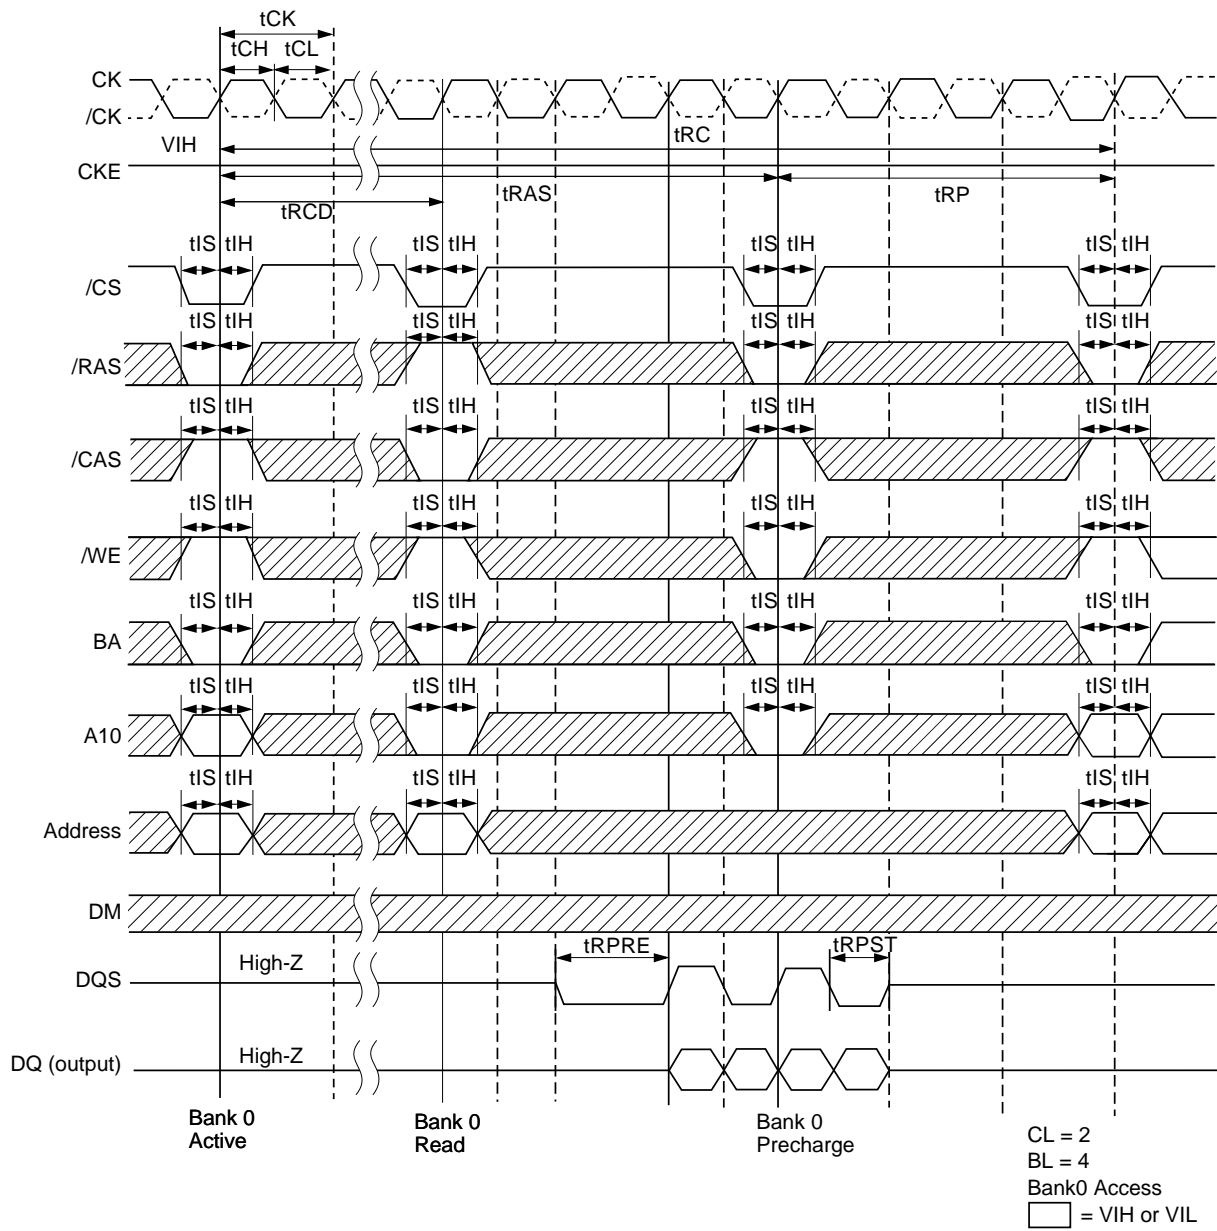 tCK
tCH tCL
CK
/CK
VIH
tRC
CKE
tRAS
tRP
tRCD
tIS tIH tIS tIH tIS tIH tIS tIH
/CS
tIS tIH tIS tIH tIS tIH tIS tIH
/RAS
tIS tIH tIS tIH tIS tIH tIS tIH
/CAS
tIS tIH tIS tIH tIS tIH tIS tIH
/WE
tIS tIH tIS tIH tIS tIH tIS tIH
BA
tIS tIH tIS tIH tIS tIH tIS tIH
A10
tIS tIH tIS tIH tIS tIH
Address
DM
tRPRE tRPST
High-Z
DQS
High-Z
DQ (output)
Bank 0
Active
Bank 0
Read
Bank 0
Precharge
CL = 2
BL = 4
Bank0 Access
= VIH or VIL